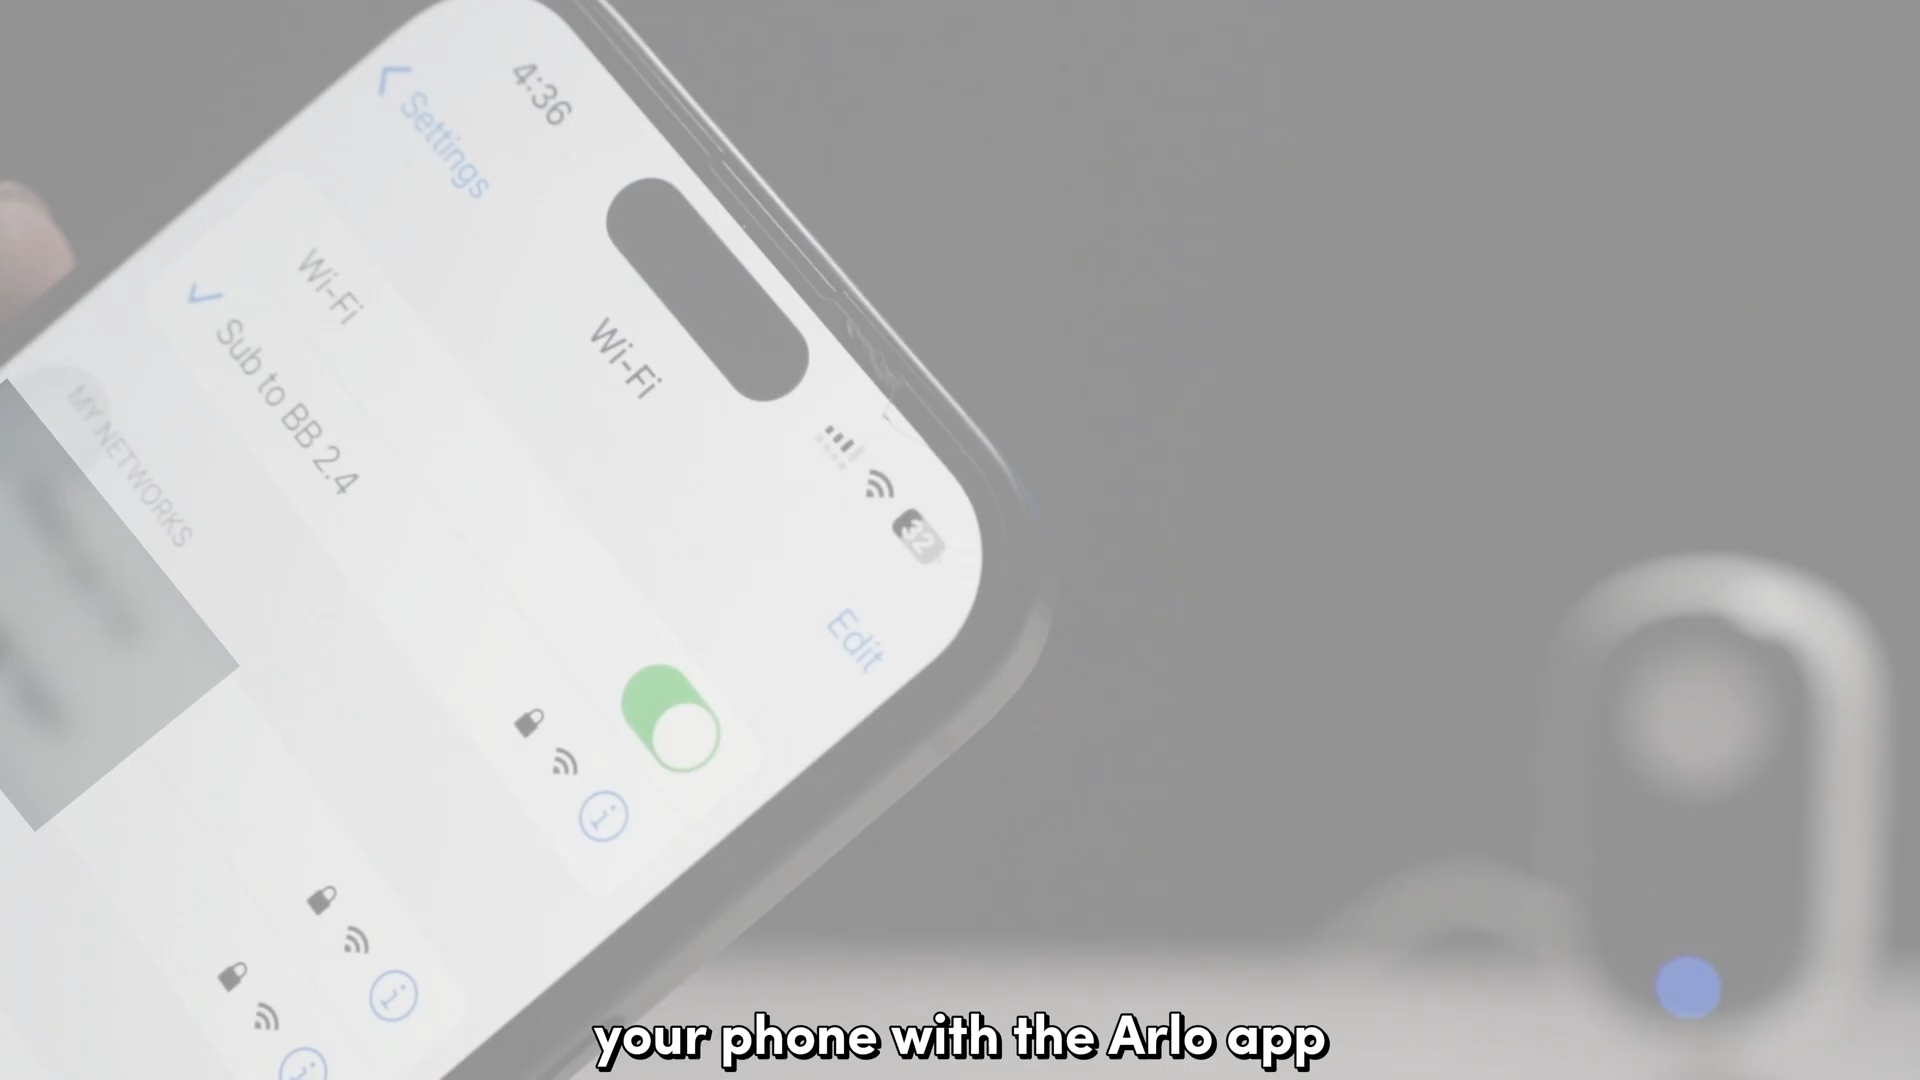 4:36
32
Settings
Wi-Fi
Edit
Wi-Fi
Sub to BB 2.4
MY NETWORKS
your phone with the Arlo app